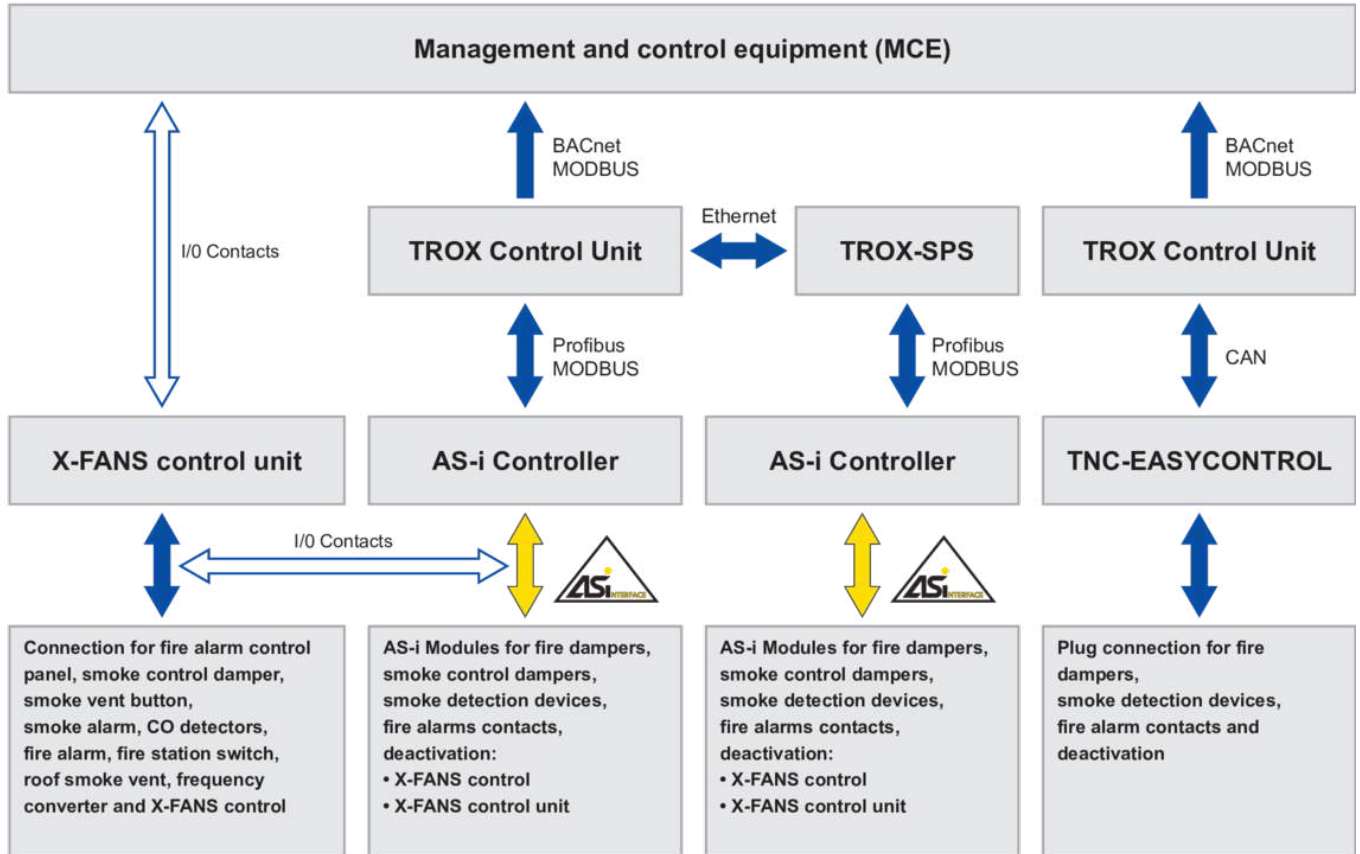 Management and control equipment (MCE)
BACnet
MODBUS
BACnet
MODBUS
I/0 Contacts
Ethernet
TROX Control Unit
TROX-SPS
TROX Control Unit
Profibus
MODBUS
Profibus
MODBUS
CAN
X-FANS control unit
AS-i Controller
AS-i Controller
TNC-EASYCONTROL
I/0 Contacts
ASi INTERFACE
ASi INTERFACE
Connection for fire alarm control
panel, smoke control damper,
smoke vent button,
smoke alarm, CO detectors,
fire alarm, fire station switch,
roof smoke vent, frequency
converter and X-FANS control
AS-i Modules for fire dampers,
smoke control dampers,
smoke detection devices,
fire alarms contacts,
deactivation:
• X-FANS control
• X-FANS control unit
AS-i Modules for fire dampers,
smoke control dampers,
smoke detection devices,
fire alarms contacts,
deactivation:
• X-FANS control
• X-FANS control unit
Plug connection for fire
dampers,
smoke detection devices,
fire alarm contacts and
deactivation